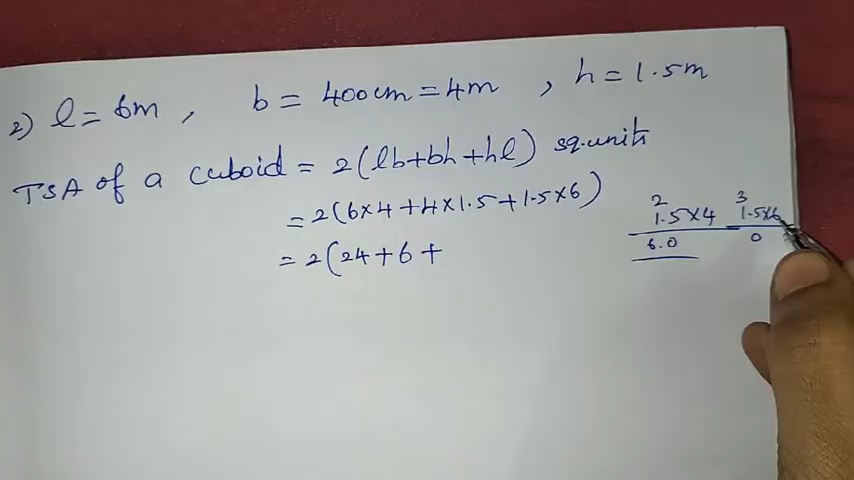 2) l = 6m , b = 400cm = 4m , h = 1.5m
TSA of a cuboid = 2(lb+bh+hl) sq.units
= 2(6×4+4×1.5+1.5×6)
= 2(24+6+
2 3
1.5×4 1.5×6
6.0 0